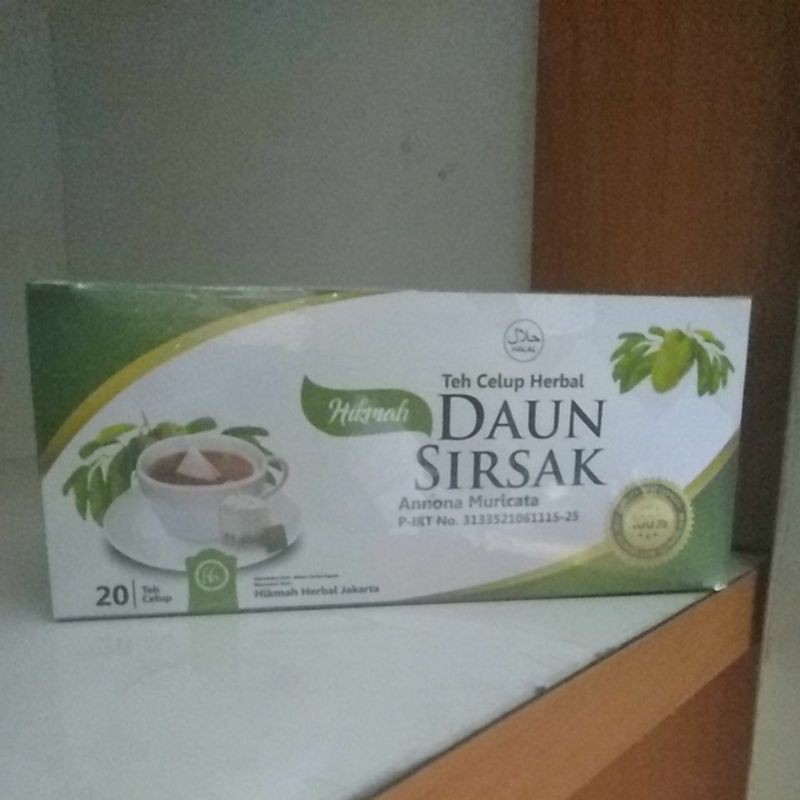 حلال
HALAL
Teh Celup Herbal
Hikmah
DAUN
SIRSAK
Annona Muricata
P-IRT No. 3133521061115-25
100%
20
Teh
Celup
Hikmah Herbal Jakarta